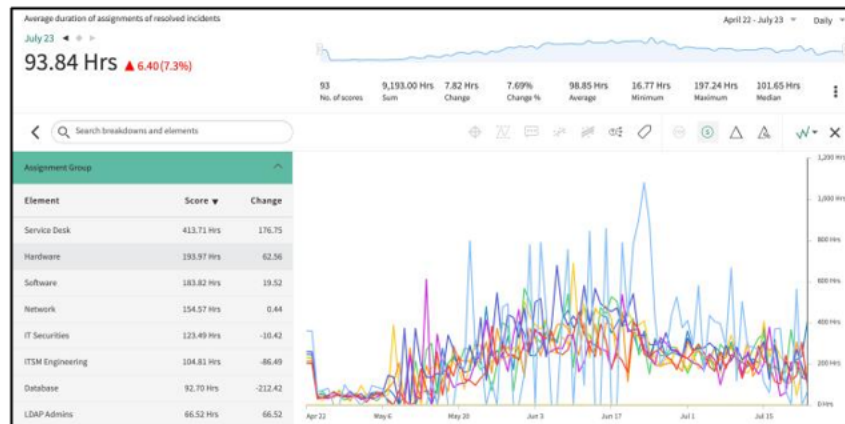 Average duration of assignments of resolved incidents
April 22 - July 23 Daily
July 23
93.84 Hrs ▲ 6.40 (7.3%)
93 9,193.00 Hrs 7.82 Hrs 7.69% 98.85 Hrs 16.77 Hrs 197.24 Hrs 101.65 Hrs
No. of scores Sum Change Change % Average Minimum Maximum Median
Search breakdowns and elements
Assignment Group
Element Score ▼ Change
Service Desk 413.71 Hrs 176.75
Hardware 193.97 Hrs 62.56
Software 183.82 Hrs 19.52
Network 154.57 Hrs 0.44
IT Securities 123.49 Hrs -10.42
ITSM Engineering 104.81 Hrs -86.49
Database 92.70 Hrs -212.42
LDAP Admins 66.52 Hrs 66.52
1,200 Hrs
1,000 Hrs
800 Hrs
600 Hrs
400 Hrs
200 Hrs
0 Hrs
Apr 22 May 6 May 20 Jun 3 Jun 17 Jul 1 Jul 15